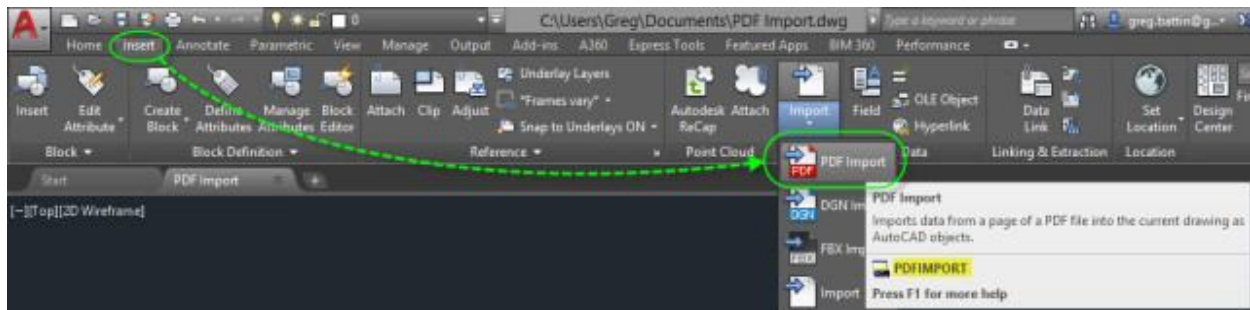 C:\Users\Greg\Documents\PDF Import.dwg Type a keyword or phrase
Home Insert Annotate Parametric View Manage Output Add-ins A360 Express Tools Featured Apps BIM 360 Performance
Underlay Layers
*Frames vary*
Snap to Underlays ON
Insert Edit Attribute Create Block Define Attributes Manage Attributes Block Editor Attach Clip Adjust Autodesk ReCap Attach Import Field
OLE Object
Hyperlink
Data Link Set Location Design Center
Block Block Definition Reference Point Cloud Data Linking & Extraction Location
Start PDF Import
PDF PDF Import
[-][Top][2D Wireframe]
DGN
FBX
Import
PDF Import
Imports data from a page of a PDF file into the current drawing as
AutoCAD objects.
PDFIMPORT
Press F1 for more help